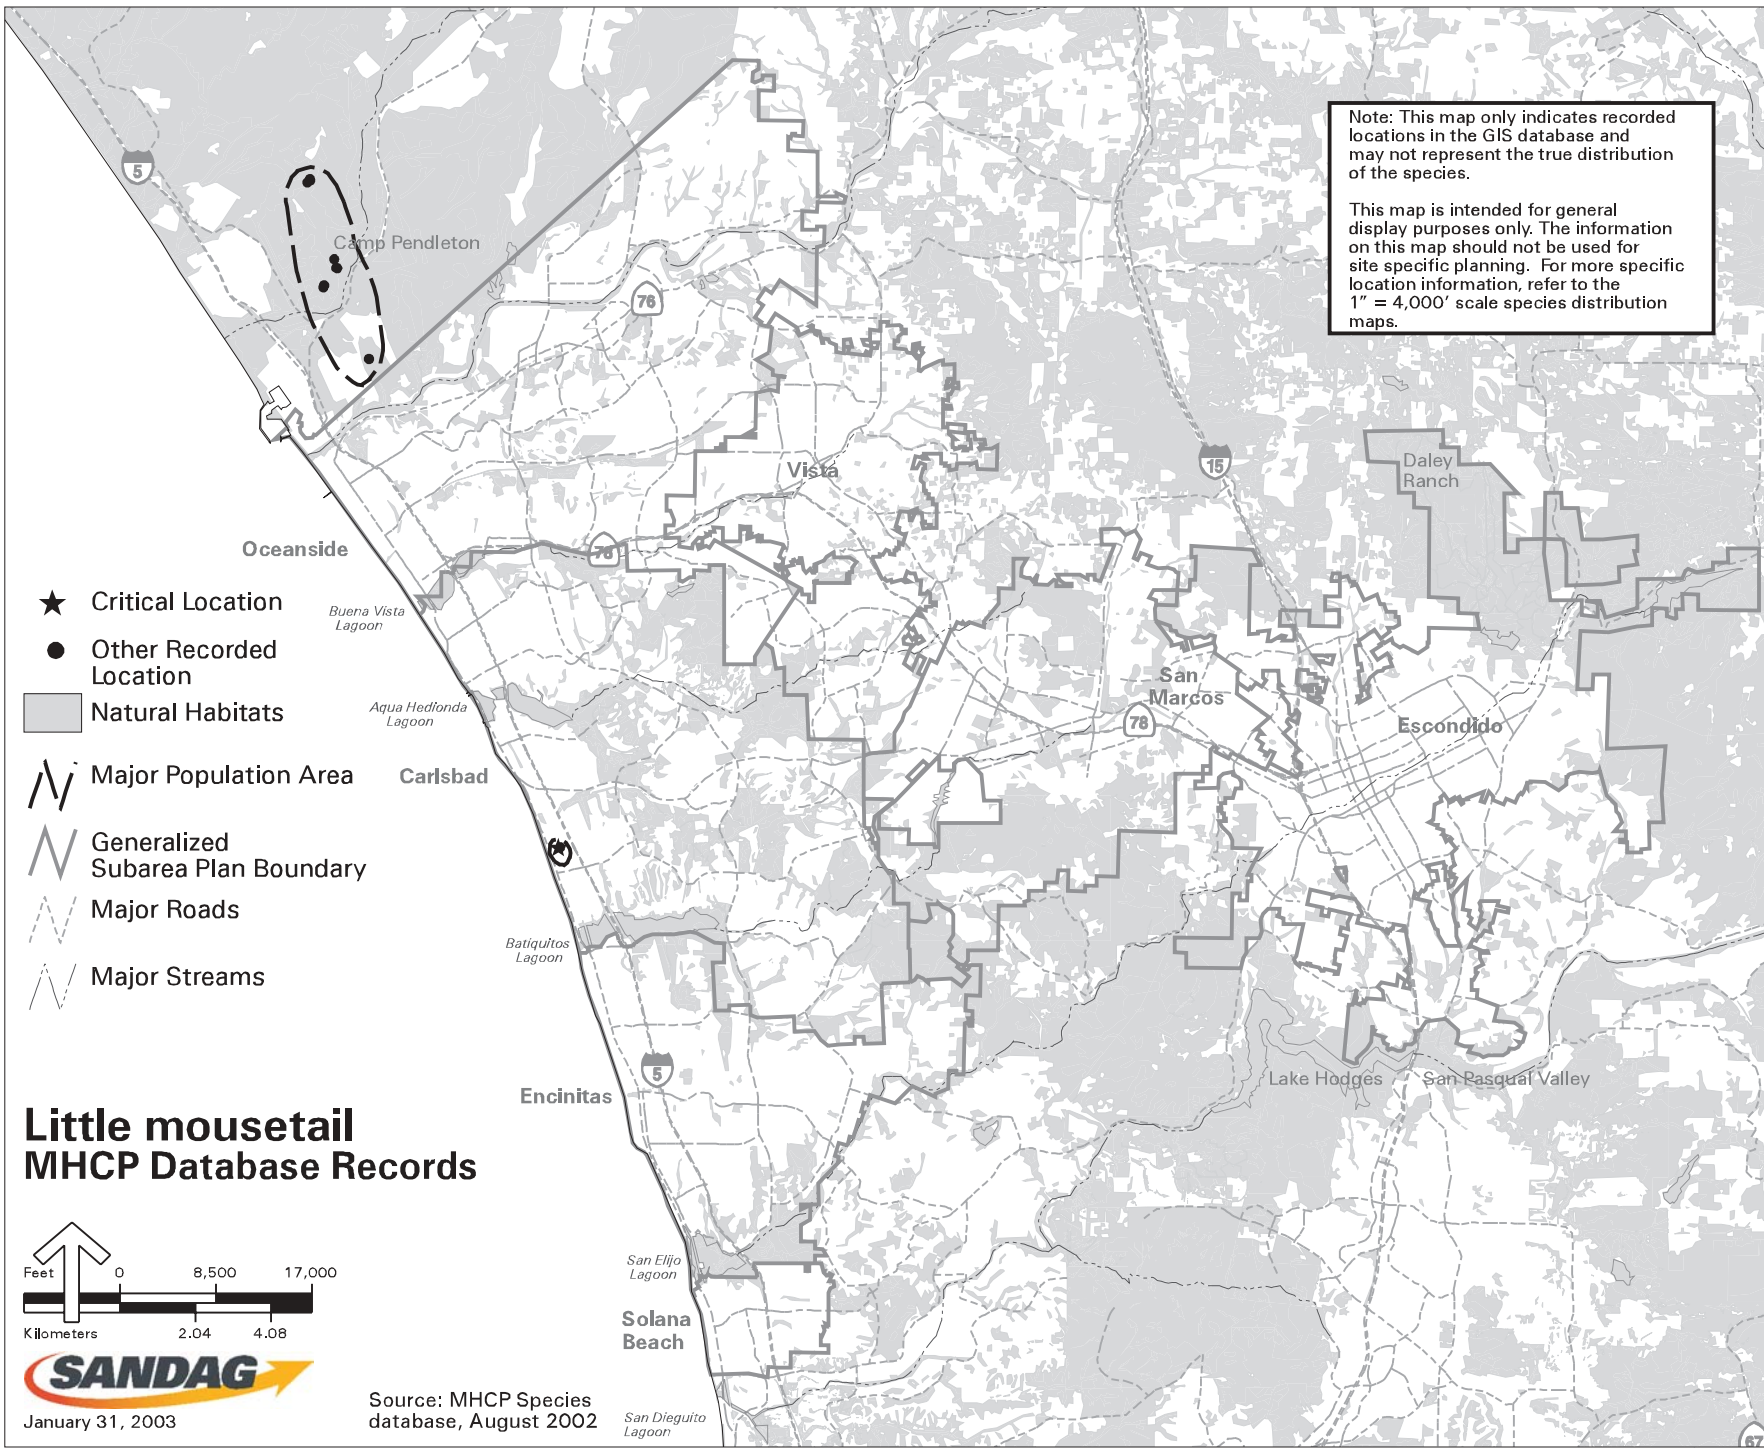 Note: This map only indicates recorded
locations in the GIS database and
may not represent the true distribution
of the species.
This map is intended for general
display purposes only. The information
on this map should not be used for
site specific planning. For more specific
location information, refer to the
1” = 4,000’ scale species distribution
maps.
5
Camp Pendleton
76
Vista
15
Daley
Ranch
Oceanside
78
Critical Location
Buena Vista
Lagoon
Other Recorded
Location
San
Marcos
Natural Habitats
Aqua Hedionda
Lagoon
78
Escondido
Major Population Area
Carlsbad
Generalized
Subarea Plan Boundary
Major Roads
Batiquitos
Lagoon
Major Streams
5
Lake Hodges
San Pasqual Valley
Encinitas
Little mousetail
MHCP Database Records
San Elijo
Lagoon
Feet 0 8,500 17,000
Kilometers 2.04 4.08
Solana
Beach
SANDAG
January 31, 2003
Source: MHCP Species
database, August 2002
San Dieguito
Lagoon
67